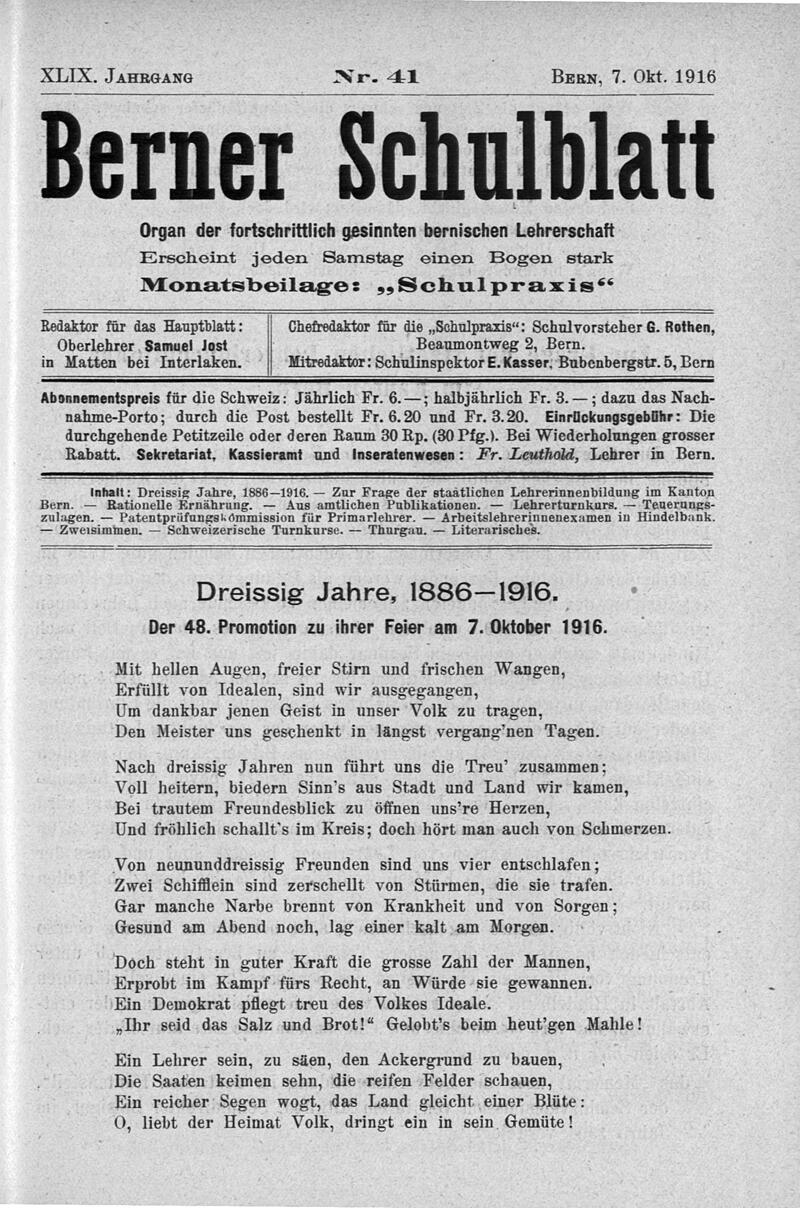 XLIX. Jahrgang Nr. 41 Bern, 7. Okt. 1916
Berner Schulblatt
Organ der fortschrittlich gesinnten bernischen Lehrerschaft
Erscheint jeden Samstag einen Bogen stark
Monatsbeilage: „Schulpraxis“
Redaktor für das Hauptblatt:
Oberlehrer Samuel Jost
in Matten bei Interlaken.
Chefredaktor für die „Schulpraxis“: Schulvorsteher G. Rothen,
Beaumontweg 2, Bern.
Mitredaktor: Schulinspektor E. Kasser, Bubenbergstr. 5, Bern
Abonnementspreis für die Schweiz: Jährlich Fr. 6.—; halbjährlich Fr. 3.—; dazu das Nach-
nahme-Porto; durch die Post bestellt Fr. 6.20 und Fr. 3.20. Einrückungsgebühr: Die
durchgehende Petitzeile oder deren Raum 30 Rp. (30 Pfg.). Bei Wiederholungen grosser
Rabatt. Sekretariat, Kassieramt und Inseratenwesen: Fr. Leuthold, Lehrer in Bern.
Inhalt: Dreissig Jahre, 1886—1916. — Zur Frage der staatlichen Lehrerinnenbildung im Kanton
Bern. — Rationelle Ernährung. — Aus amtlichen Publikationen. — Lehrerturnkurs. — Teuerungs-
zulagen. — Patentprüfungskommission für Primarlehrer. — Arbeitslehrerinnenexamen in Hindelbank.
— Zweisimmen. — Schweizerische Turnkurse. — Thurgau. — Literarisches.
Dreissig Jahre, 1886—1916.
Der 48. Promotion zu ihrer Feier am 7. Oktober 1916.
Mit hellen Augen, freier Stirn und frischen Wangen,
Erfüllt von Idealen, sind wir ausgegangen,
Um dankbar jenen Geist in unser Volk zu tragen,
Den Meister uns geschenkt in längst vergang'nen Tagen.
Nach dreissig Jahren nun führt uns die Treu' zusammen;
Voll heitern, biedern Sinn's aus Stadt und Land wir kamen,
Bei trautem Freundesblick zu öffnen uns're Herzen,
Und fröhlich schallt's im Kreis; doch hört man auch von Schmerzen.
Von neununddreissig Freunden sind uns vier entschlafen;
Zwei Schifflein sind zerschellt von Stürmen, die sie trafen.
Gar manche Narbe brennt von Krankheit und von Sorgen;
Gesund am Abend noch, lag einer kalt am Morgen.
Doch steht in guter Kraft die grosse Zahl der Mannen,
Erprobt im Kampf fürs Recht, an Würde sie gewannen.
Ein Demokrat pflegt treu des Volkes Ideale.
„Ihr seid das Salz und Brot!“ Gelobt's beim heut'gen Mahle!
Ein Lehrer sein, zu säen, den Ackergrund zu bauen,
Die Saaten keimen sehn, die reifen Felder schauen,
Ein reicher Segen wogt, das Land gleicht einer Blüte:
O, liebt der Heimat Volk, dringt ein in sein Gemüte!